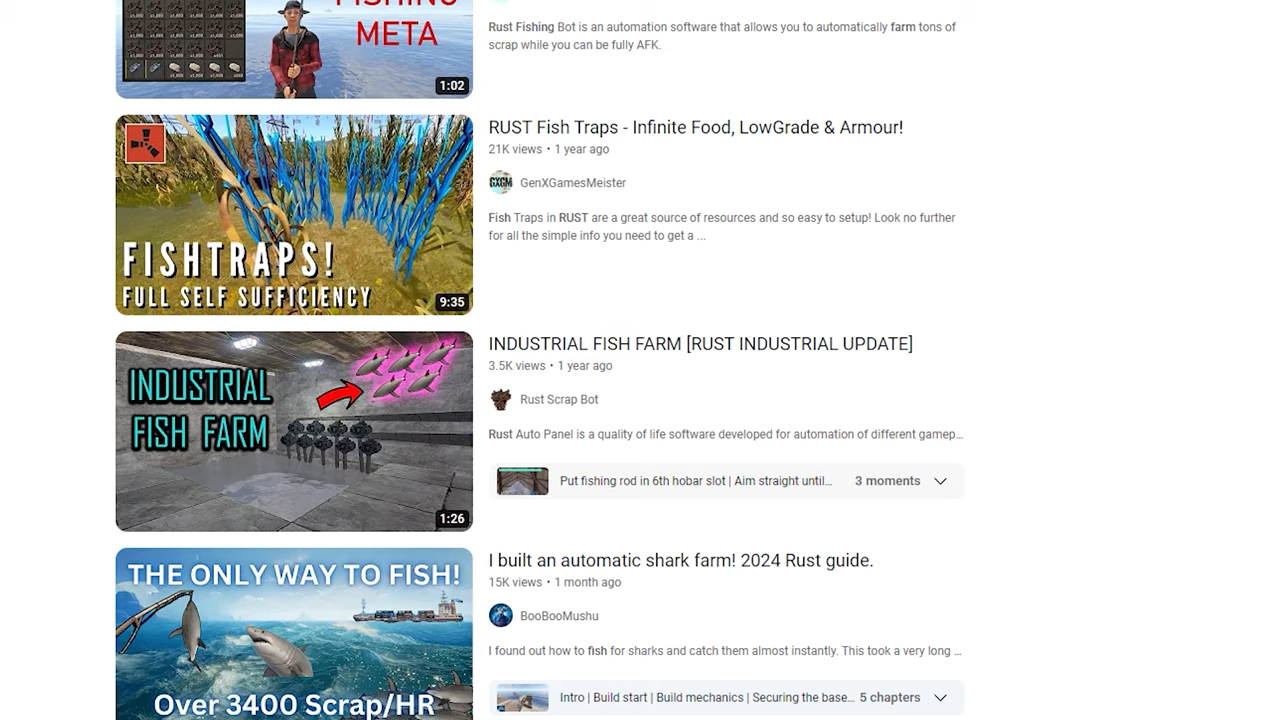 FISHING
META
1:02
Rust Fishing Bot is an automation software that allows you to automatically farm tons of
scrap while you can be fully AFK.
FISHTRAPS!
FULL SELF SUFFICIENCY
9:35
RUST Fish Traps - Infinite Food, LowGrade & Armour!
21K views • 1 year ago
GXGM
GenXGamesMeister
Fish Traps in RUST are a great source of resources and so easy to setup! Look no further
for all the simple info you need to get a ...
INDUSTRIAL
FISH FARM
1:26
INDUSTRIAL FISH FARM [RUST INDUSTRIAL UPDATE]
3.5K views • 1 year ago
Rust Scrap Bot
Rust Auto Panel is a quality of life software developed for automation of different gamep...
Put fishing rod in 6th hobar slot | Aim straight until...
3 moments
THE ONLY WAY TO FISH!
Over 3400 Scrap/HR
I built an automatic shark farm! 2024 Rust guide.
15K views • 1 month ago
BooBooMushu
I found out how to fish for sharks and catch them almost instantly. This took a very long ...
Intro | Build start | Build mechanics | Securing the base...
5 chapters